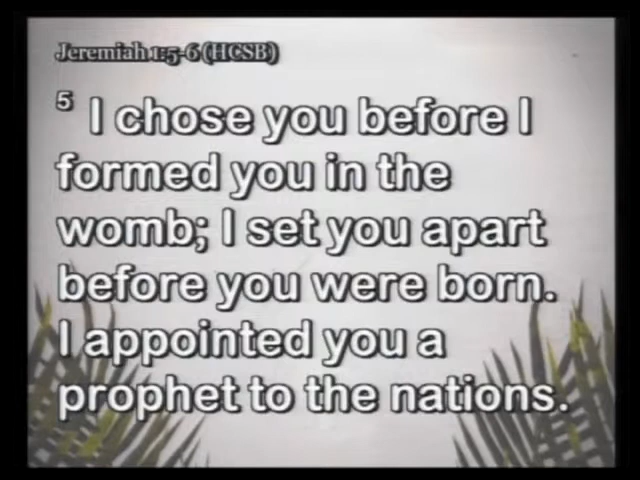 Jeremiah 1:5-6 (HCSB)
5 I chose you before I
formed you in the
womb; I set you apart
before you were born.
I appointed you a
prophet to the nations.